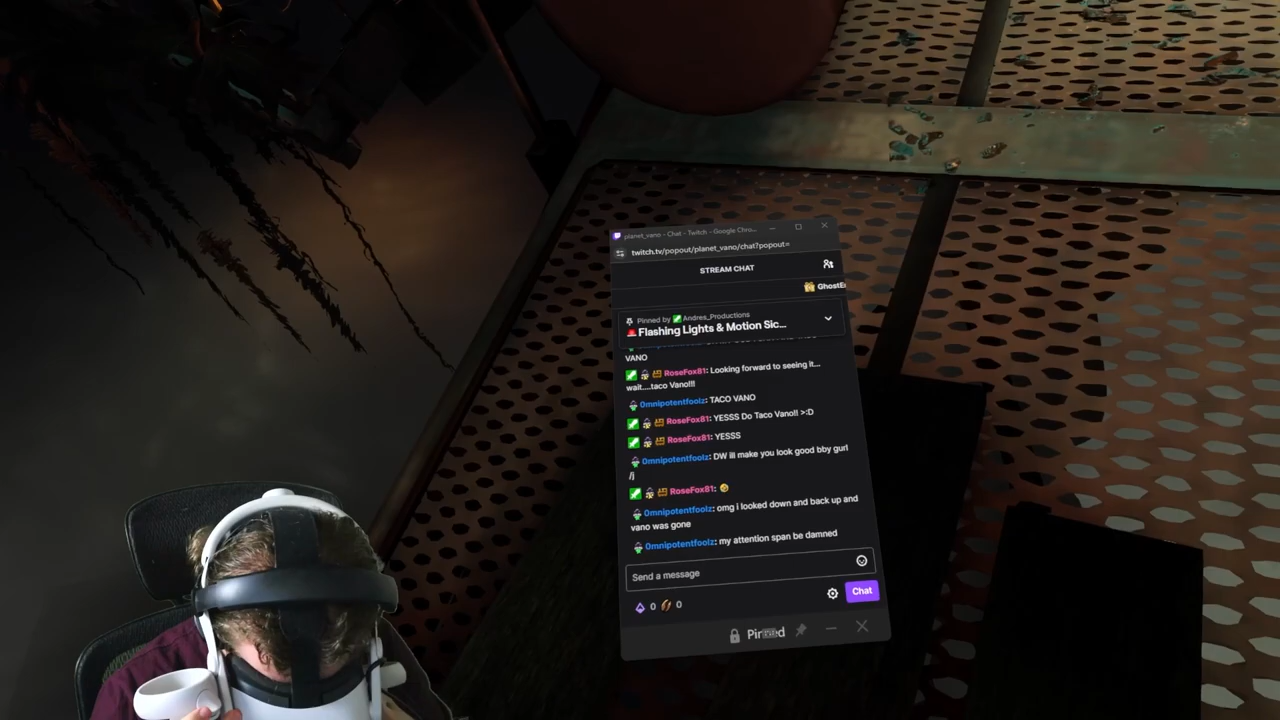 planet_vano - Chat - Twitch - Google Chro...
twitch.tv/popout/planet_vano/chat?popout=
STREAM CHAT
GhostE
Pinned by Andres_Productions
🚨Flashing Lights & Motion Sic...
VANO
RoseFox81: Looking forward to seeing it...
wait....taco Vano!!!
0mnipotentfoolz: TACO VANO
RoseFox81: YESSS Do Taco Vano!! >:D
RoseFox81: YESSS
0mnipotentfoolz: DW ill make you look good bby gurl
/j
RoseFox81: 🤣
0mnipotentfoolz: omg i looked down and back up and
vano was gone
0mnipotentfoolz: my attention span be damned
Send a message
0 0
Chat
Pinned